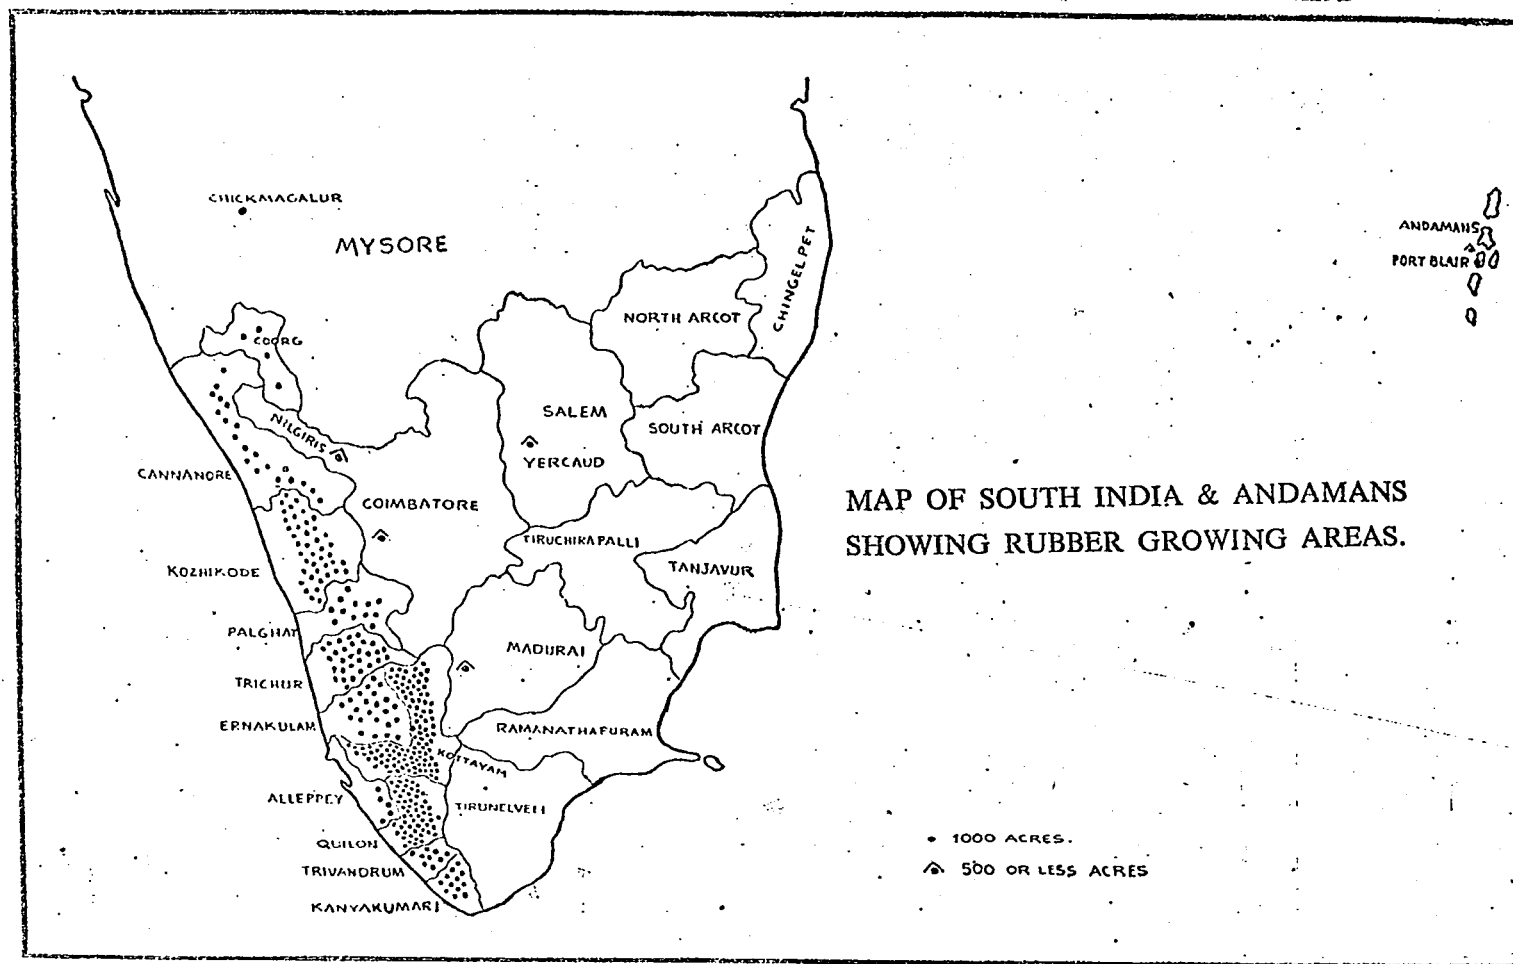 CHICKMAGALUR
MYSORE
COORG
NILGIRIS
CANNANORE
KOZHIKODE
PALGHAT
TRICHUR
ERNAKULAM
KOTTAYAM
ALLEPPEY
QUILON
TRIVANDRUM
KANYAKUMARI
COIMBATORE
SALEM
YERCAUD
NORTH ARCOT
CHINGELPET
SOUTH ARCOT
TIRUCHIRAPALLI
TANJAVUR
MADURAI
RAMANATHAPURAM
TIRUNELVELI
ANDAMANS
PORT BLAIR
MAP OF SOUTH INDIA & ANDAMANS
SHOWING RUBBER GROWING AREAS.
1000 ACRES.
500 OR LESS ACRES